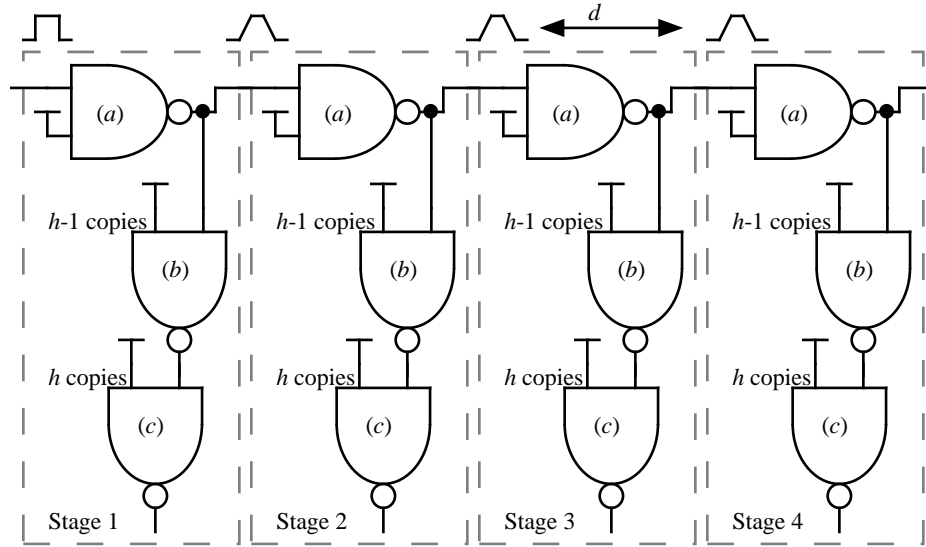 d
(a) (a) (a) (a)
h-1 copies h-1 copies h-1 copies h-1 copies
(b) (b) (b) (b)
h copies h copies h copies h copies
(c) (c) (c) (c)
Stage 1 Stage 2 Stage 3 Stage 4